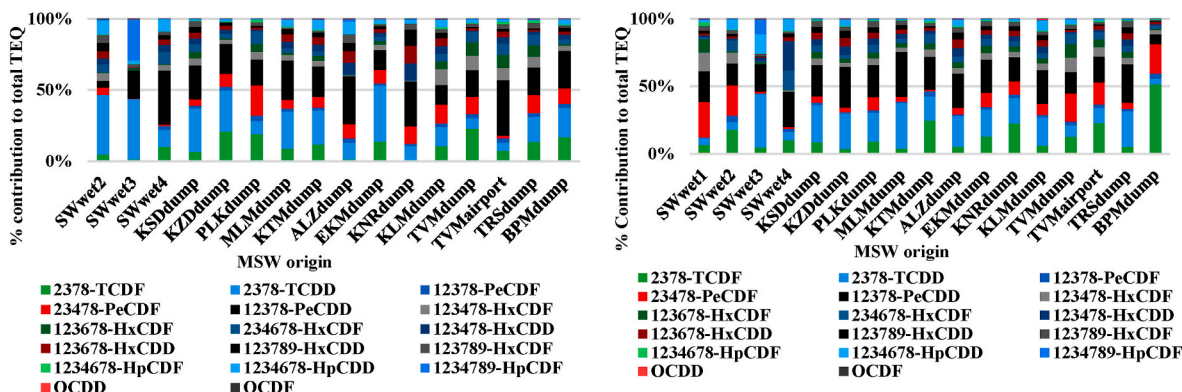 100%
50%
0%
% contribution to total TEQ
SWwet2
SWwet3
SWwet4
KSDdump
KZDdump
PLKdump
MLMdump
KTMdump
ALZdump
EKMdump
KNRdump
KLMdump
TVMdump
TVMairport
TRSdump
BPMdump
MSW origin
2378-TCDF 2378-TCDD 12378-PeCDF
23478-PeCDF 12378-PeCDD 123478-HxCDF
123678-HxCDF 234678-HxCDF 123478-HxCDD
123678-HxCDD 123789-HxCDD 123789-HxCDF
1234678-HpCDF 1234678-HpCDD 1234789-HpCDF
OCDD OCDF
100%
50%
0%
% Contribution to total TEQ
SWwet1
SWwet2
SWwet3
SWwet4
KSDdump
KZDdump
PLKdump
MLMdump
KTMdump
ALZdump
EKMdump
KNRdump
KLMdump
TVMdump
TVMairport
TRSdump
BPMdump
MSW origin
2378-TCDF 2378-TCDD 12378-PeCDF
23478-PeCDF 12378-PeCDD 123478-HxCDF
123678-HxCDF 234678-HxCDF 123478-HxCDD
123678-HxCDD 123789-HxCDD 123789-HxCDF
1234678-HpCDF 1234678-HpCDD 1234789-HpCDF
OCDD OCDF